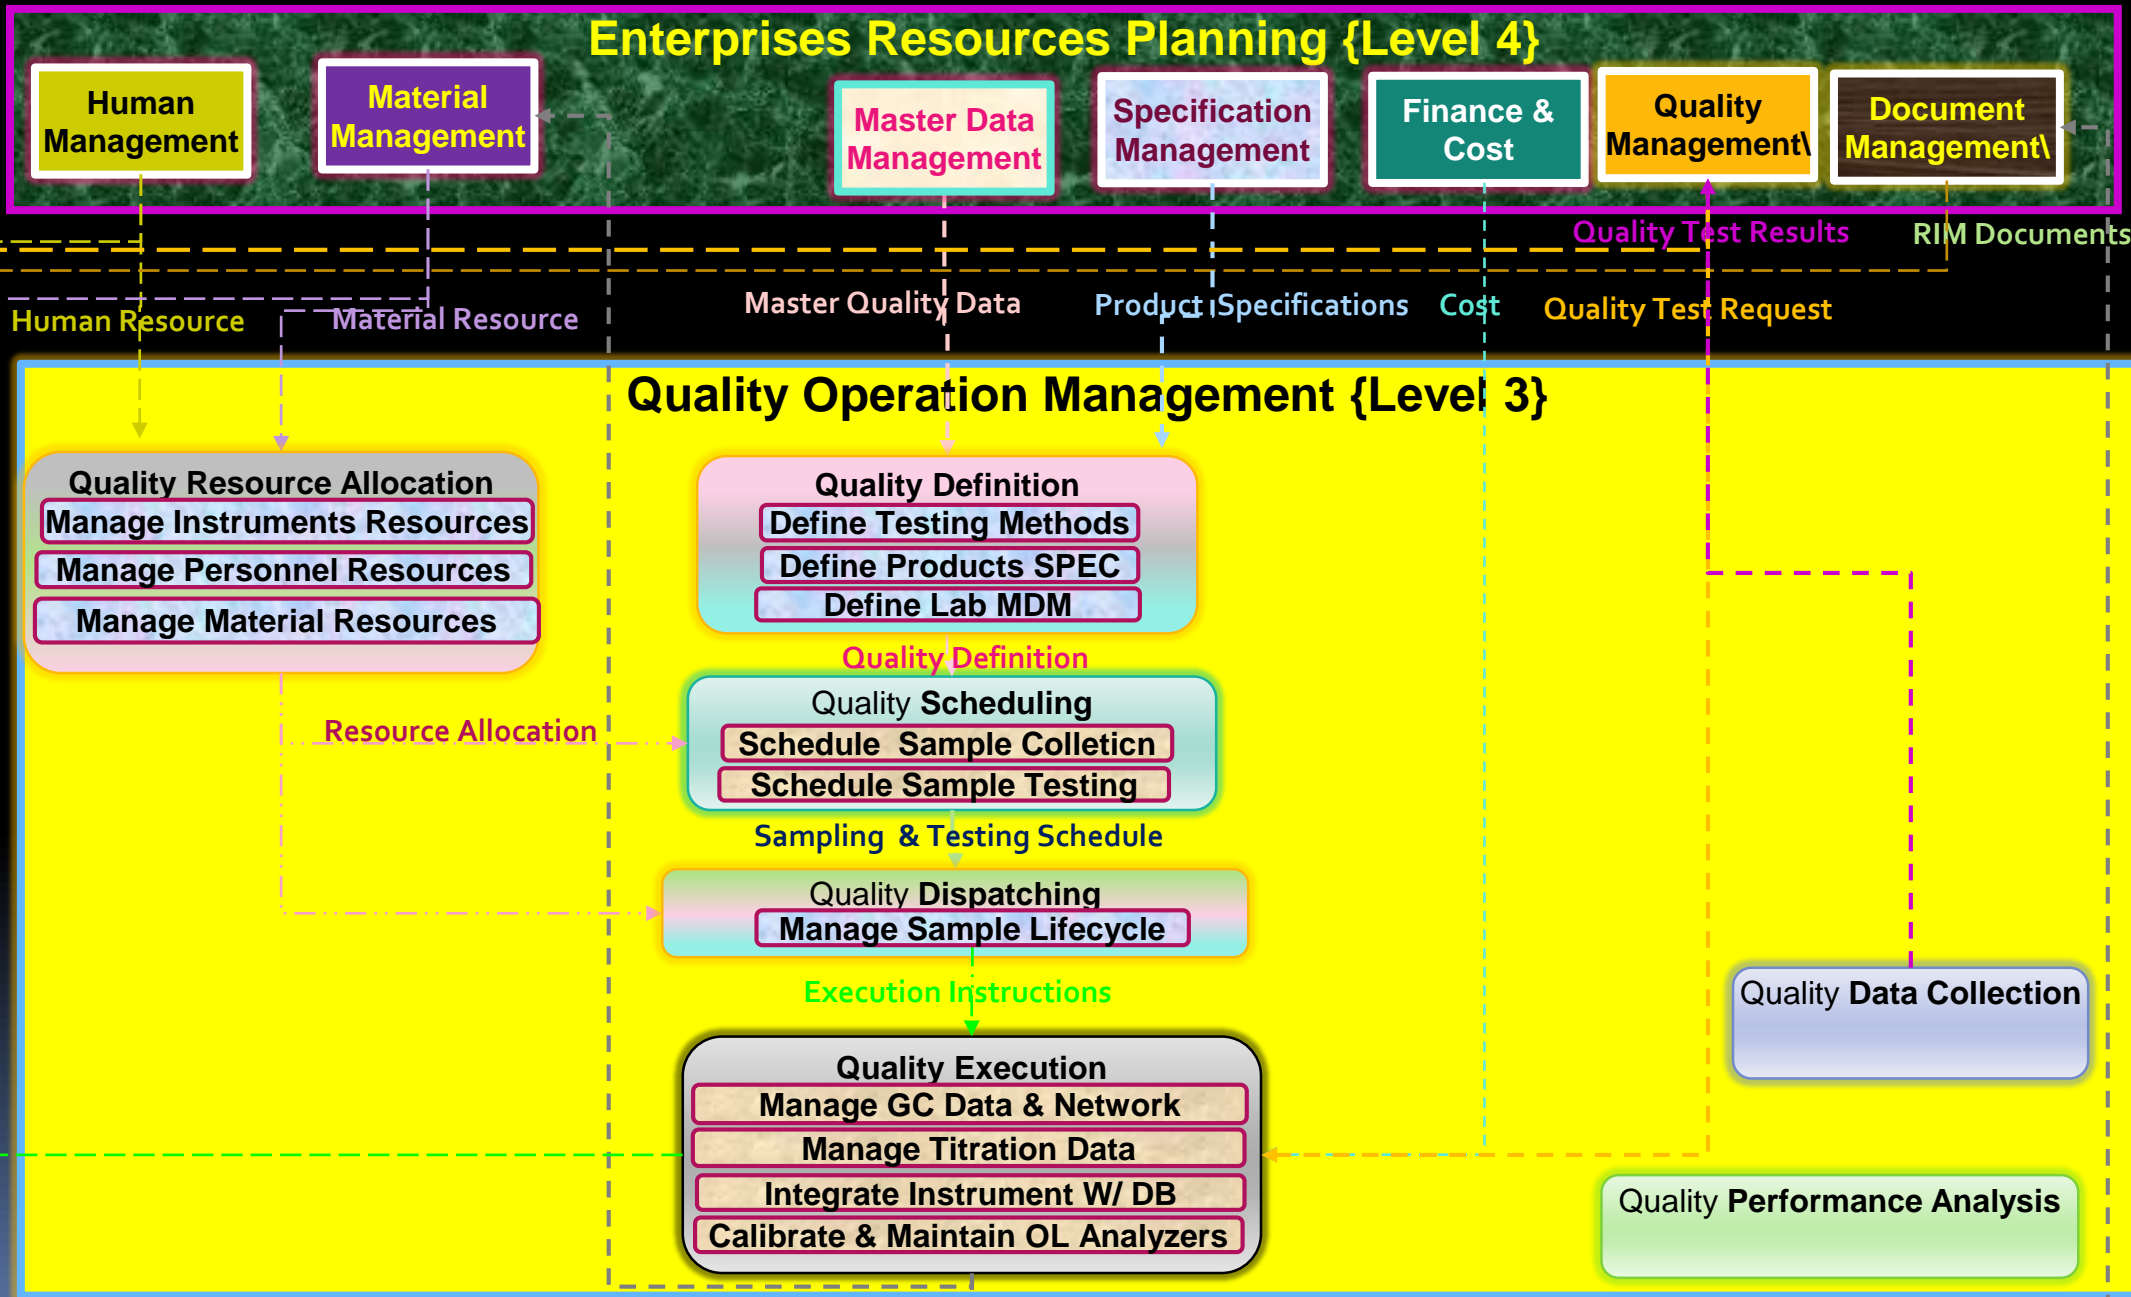 Enterprises Resources Planning {Level 4}
Human
Management
Material
Management
Master Data
Management
Specification
Management
Finance &
Cost
Quality
Management\
Document
Management\
Quality Test Results
RIM Documents
Human Resource
Material Resource
Master Quality Data
Product Specifications
Cost
Quality Test Request
Quality Operation Management {Level 3}
Quality Resource Allocation
Manage Instruments Resources
Manage Personnel Resources
Manage Material Resources
Quality Definition
Define Testing Methods
Define Products SPEC
Define Lab MDM
Quality Definition
Quality Scheduling
Resource Allocation
Schedule  Sample Colleticn
Schedule Sample Testing
Sampling  & Testing Schedule
Quality Dispatching
Manage Sample Lifecycle
Execution Instructions
Quality Data Collection
Quality Execution
Manage GC Data & Network
Manage Titration Data
Integrate Instrument W/ DB
Calibrate & Maintain OL Analyzers
Quality Performance Analysis